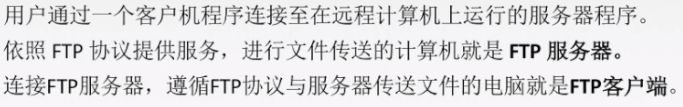 用户通过一个客户机程序连接至在远程计算机上运行的服务器程序。
依照 FTP 协议提供服务，进行文件传送的计算机就是 FTP 服务器。
连接FTP服务器，遵循FTP协议与服务器传送文件的电脑就是FTP客户端。